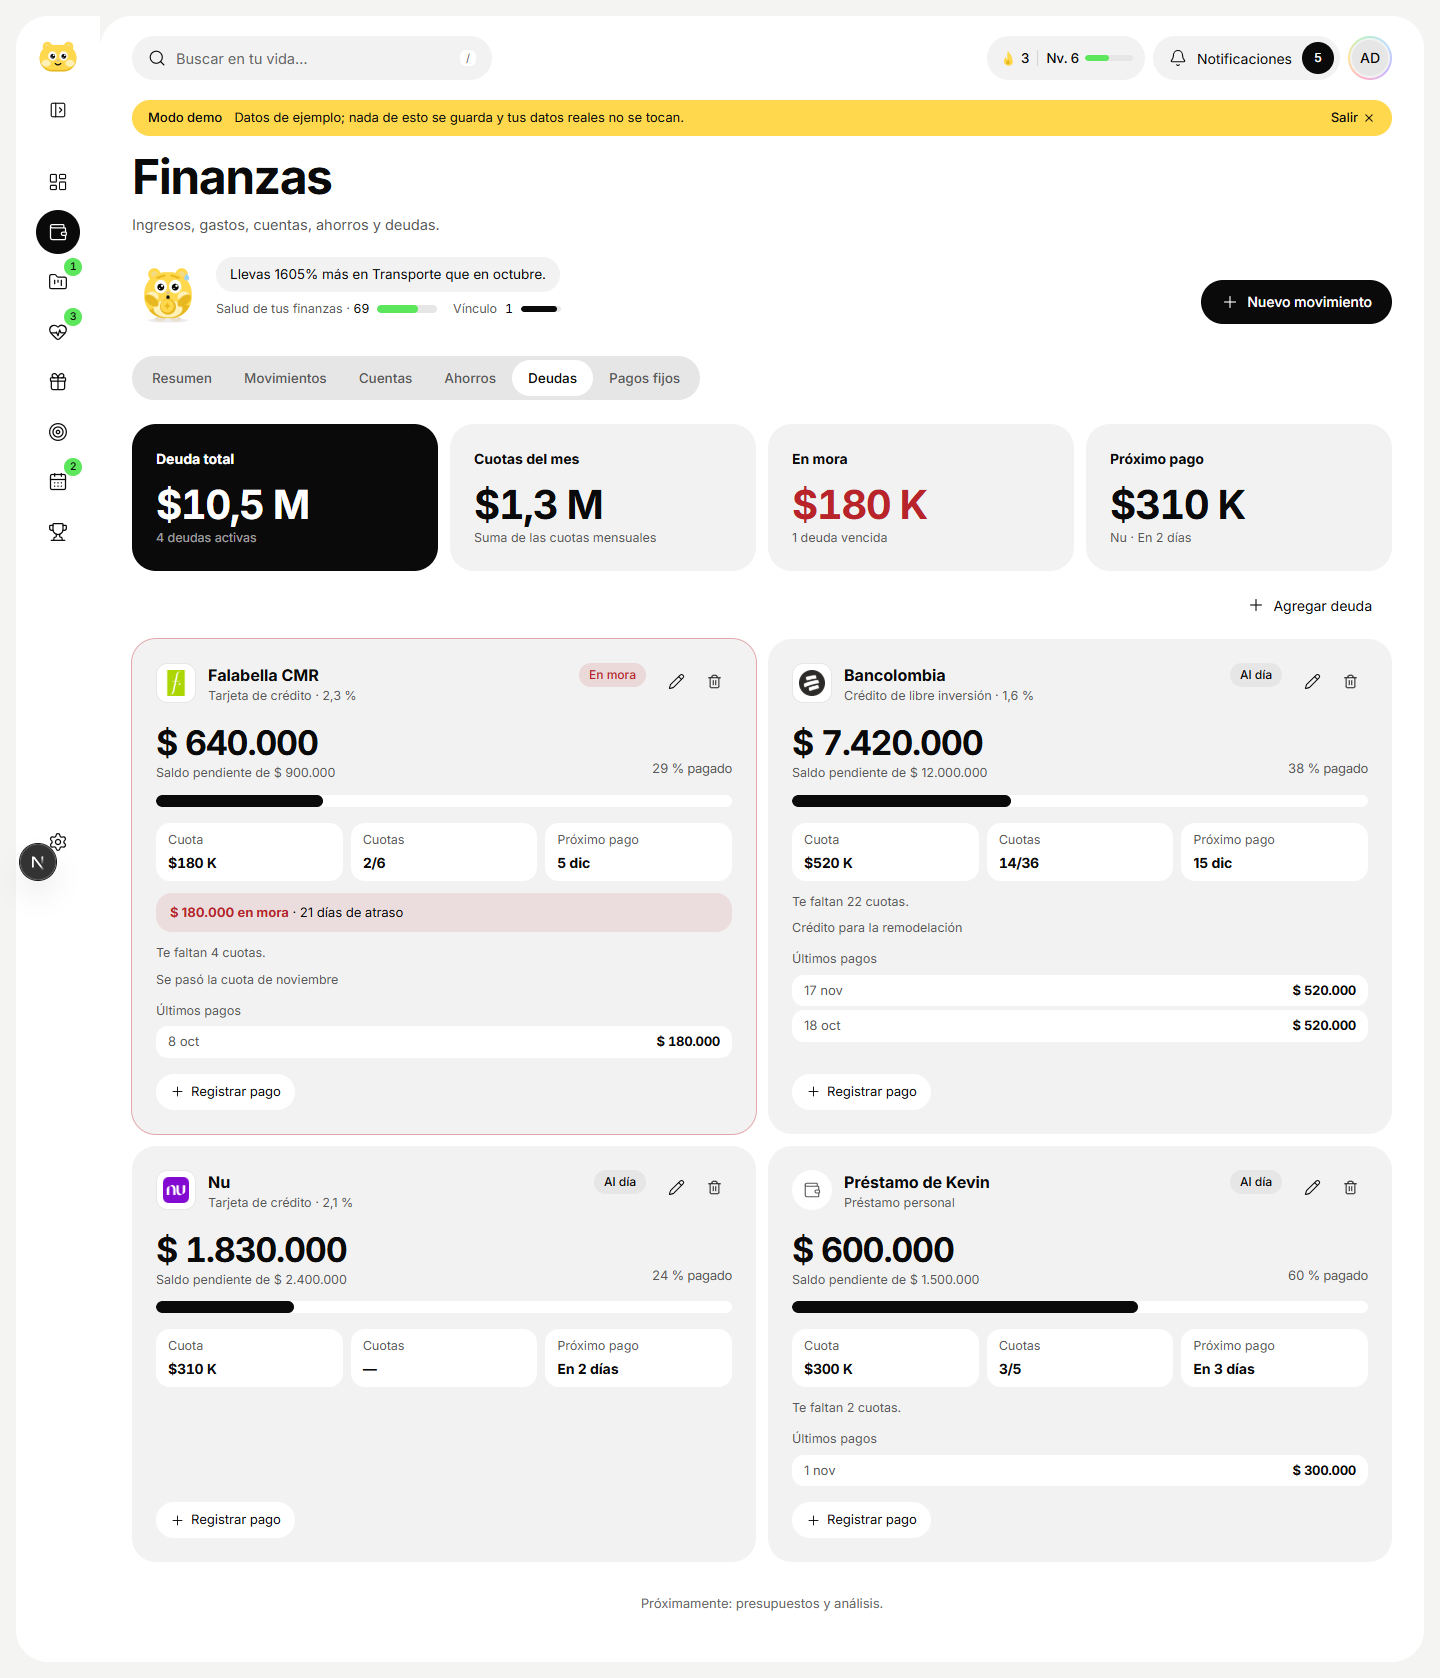 Buscar en tu vida...
/
3
Nv. 6
Notificaciones
5
AD
Modo demo Datos de ejemplo; nada de esto se guarda y tus datos reales no se tocan.
Salir
Finanzas
Ingresos, gastos, cuentas, ahorros y deudas.
1
3
2
N
Llevas 1605% más en Transporte que en octubre.
Salud de tus finanzas · 69
Vínculo 1
Nuevo movimiento
Resumen
Movimientos
Cuentas
Ahorros
Deudas
Pagos fijos
Deuda total
$10,5 M
4 deudas activas
Cuotas del mes
$1,3 M
Suma de las cuotas mensuales
En mora
$180 K
1 deuda vencida
Próximo pago
$310 K
Nu · En 2 días
Agregar deuda
Falabella CMR
Tarjeta de crédito · 2,3 %
En mora
$ 640.000
Saldo pendiente de $ 900.000
29 % pagado
Cuota
$180 K
Cuotas
2/6
Próximo pago
5 dic
$ 180.000 en mora · 21 días de atraso
Te faltan 4 cuotas.
Se pasó la cuota de noviembre
Últimos pagos
8 oct
$ 180.000
Registrar pago
Bancolombia
Crédito de libre inversión · 1,6 %
Al día
$ 7.420.000
Saldo pendiente de $ 12.000.000
38 % pagado
Cuota
$520 K
Cuotas
14/36
Próximo pago
15 dic
Te faltan 22 cuotas.
Crédito para la remodelación
Últimos pagos
17 nov
$ 520.000
18 oct
$ 520.000
Registrar pago
nu
Nu
Tarjeta de crédito · 2,1 %
Al día
$ 1.830.000
Saldo pendiente de $ 2.400.000
24 % pagado
Cuota
$310 K
Cuotas
—
Próximo pago
En 2 días
Registrar pago
Préstamo de Kevin
Préstamo personal
Al día
$ 600.000
Saldo pendiente de $ 1.500.000
60 % pagado
Cuota
$300 K
Cuotas
3/5
Próximo pago
En 3 días
Te faltan 2 cuotas.
Últimos pagos
1 nov
$ 300.000
Registrar pago
Próximamente: presupuestos y análisis.